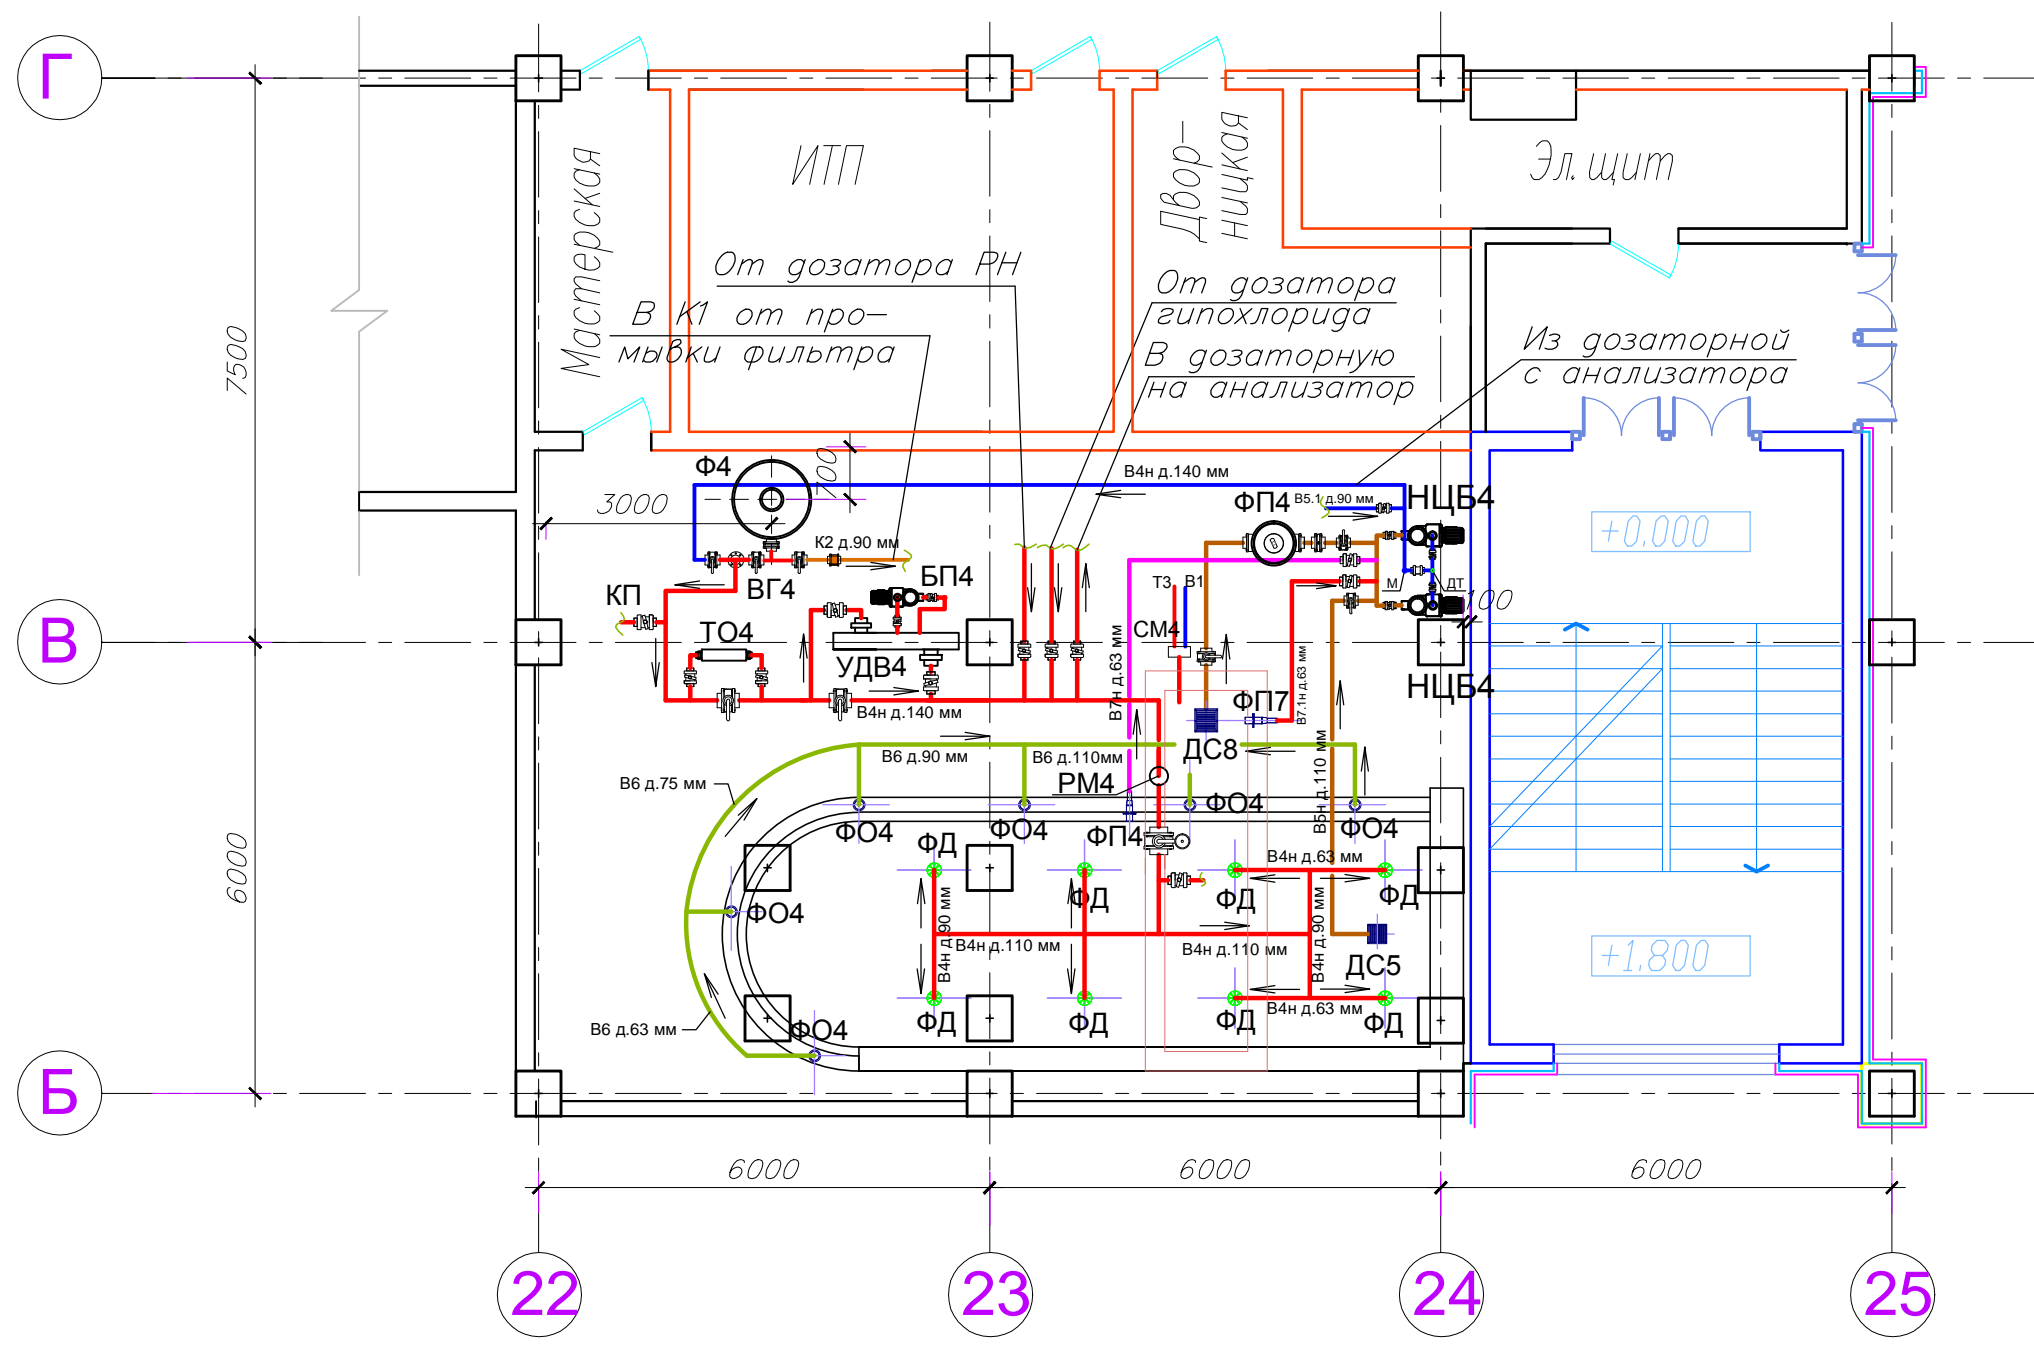 Г
В
Б
22
23
24
25
7500
6000
6000
6000
6000
3000
700
100
Мастерская
ИТП
Двор-
ницкая
Эл.щит
От дозатора РН
В К1 от про-
мывки фильтра
От дозатора
гипохлорида
В дозаторную
на анализатор
Из дозаторной
с анализатора
Ф4
В4н д.140 мм
ФП4
В5.1 д.90 мм
НЦБ4
К2 д.90 мм
КП
ВГ4
БП4
Т3
В1
М
ДТ
ТО4
УДВ4
СМ4
В7н д.63 мм
В7.1н д.63 мм
НЦБ4
В4н д.140 мм
ФП7
ДС8
В6 д.90 мм
В6 д.110мм
В6 д.75 мм
РМ4
В5н д.110 мм
ФО4
ФО4
ФО4
ФО4
ФП4
ФД
ФД
ФД
ФД
В4н д.63 мм
ФО4
В4н д.90 мм
В4н д.110 мм
В4н д.110 мм
В4н д.90 мм
ДС5
В6 д.63 мм
ФО4
ФД
ФД
ФД
ФД
В4н д.63 мм
+0,000
+1,800